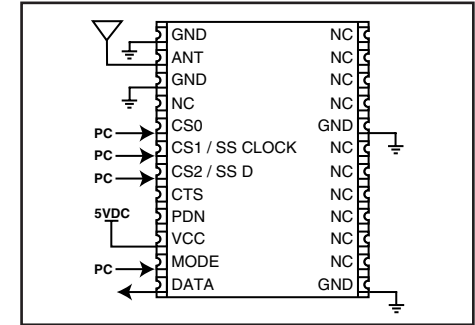 GND NC
ANT NC
GND NC
NC NC
PC CS0 GND
PC CS1 / SS CLOCK NC
PC CS2 / SS D NC
CTS NC
5VDC PDN NC
VCC NC
PC MODE NC
DATA GND